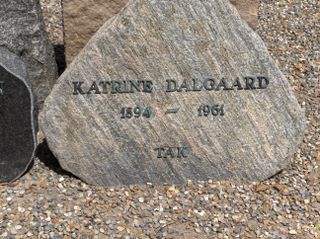 KATRINE DALGAARD
1894 — 1961
TAK